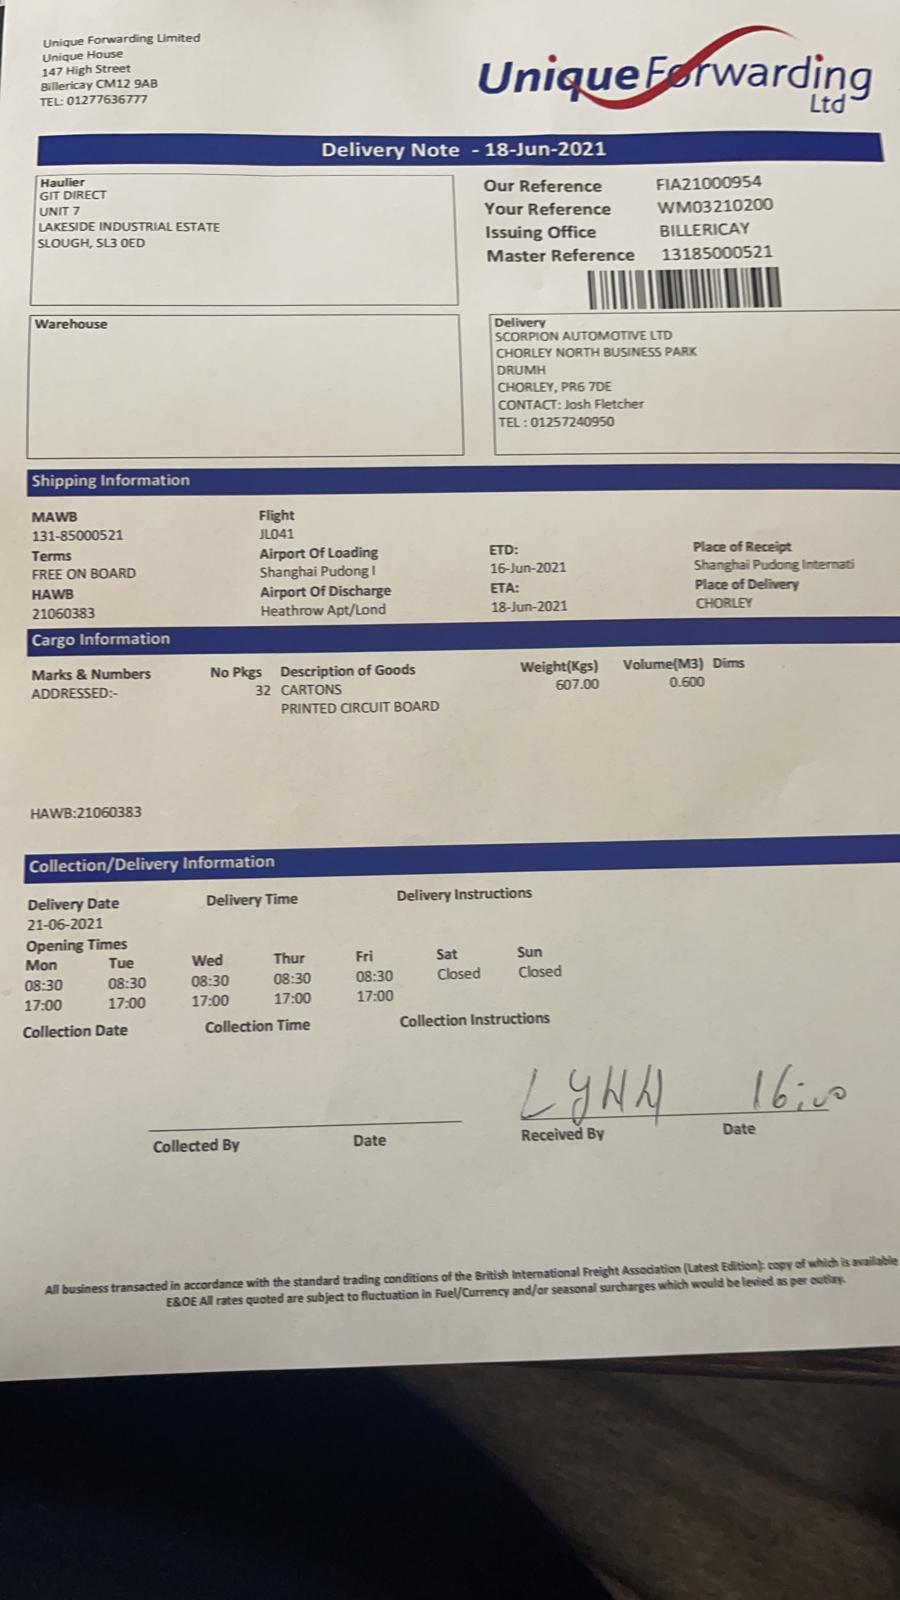 Unique Forwarding Limited
Unique House
147 High Street
Billericay CM12 9AB
TEL: 01277636777
UniqueForwarding
Ltd
Delivery Note - 18-Jun-2021
Haulier
GIT DIRECT
UNIT 7
LAKESIDE INDUSTRIAL ESTATE
SLOUGH, SL3 0ED
Our Reference FIA21000954
Your Reference WM03210200
Issuing Office BILLERICAY
Master Reference 13185000521
Warehouse
Delivery
SCORPION AUTOMOTIVE LTD
CHORLEY NORTH BUSINESS PARK
DRUMH
CHORLEY, PR6 7DE
CONTACT: Josh Fletcher
TEL : 01257240950
Shipping Information
MAWB Flight
131-85000521 JL041
Terms Airport Of Loading ETD: Place of Receipt
FREE ON BOARD Shanghai Pudong I 16-Jun-2021 Shanghai Pudong Internati
HAWB Airport Of Discharge ETA: Place of Delivery
21060383 Heathrow Apt/Lond 18-Jun-2021 CHORLEY
Cargo Information
Marks & Numbers No Pkgs Description of Goods Weight(Kgs) Volume(M3) Dims
ADDRESSED:- 32 CARTONS 607.00 0.600
PRINTED CIRCUIT BOARD
HAWB:21060383
Collection/Delivery Information
Delivery Date Delivery Time Delivery Instructions
21-06-2021
Opening Times
Mon Tue Wed Thur Fri Sat Sun
08:30 08:30 08:30 08:30 08:30 Closed Closed
17:00 17:00 17:00 17:00 17:00
Collection Date Collection Time Collection Instructions
LYNN 16:00
Collected By Date Received By Date
All business transacted in accordance with the standard trading conditions of the British International Freight Association (Latest Edition): copy of which is available
E&OE All rates quoted are subject to fluctuation in Fuel/Currency and/or seasonal surcharges which would be levied as per outlay.